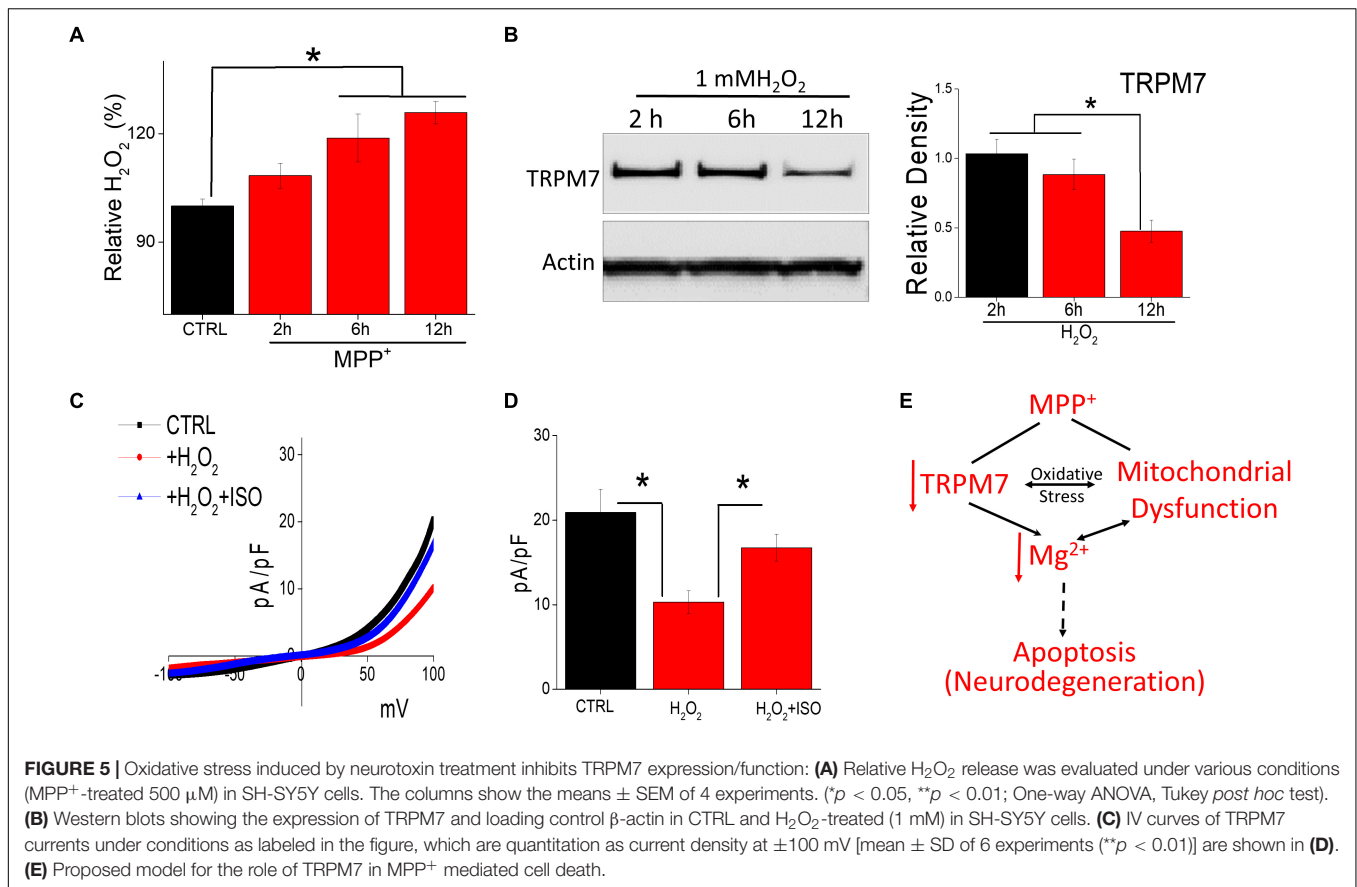 A
*
Relative H₂O₂ (%)
120
90
CTRL
2h
6h
12h
MPP⁺
B
1 mMH₂O₂
2 h
6h
12h
TRPM7
Actin
TRPM7
*
Relative Density
1.5
1.0
0.5
0.0
2h
6h
12h
H₂O₂
C
CTRL
+H₂O₂
+H₂O₂+ISO
pA/pF
30
20
10
0
-100
-50
0
50
100
mV
D
pA/pF
30
20
10
0
*
*
CTRL
H₂O₂
H₂O₂+ISO
E
MPP⁺
TRPM7
Oxidative
Stress
Mitochondrial
Dysfunction
Mg²⁺
Apoptosis
(Neurodegeneration)
FIGURE 5 | Oxidative stress induced by neurotoxin treatment inhibits TRPM7 expression/function: (A) Relative H₂O₂ release was evaluated under various conditions
(MPP⁺-treated 500 μM) in SH-SY5Y cells. The columns show the means ± SEM of 4 experiments. (*p < 0.05, **p < 0.01; One-way ANOVA, Tukey post hoc test).
(B) Western blots showing the expression of TRPM7 and loading control β-actin in CTRL and H₂O₂-treated (1 mM) in SH-SY5Y cells. (C) IV curves of TRPM7
currents under conditions as labeled in the figure, which are quantitation as current density at ±100 mV [mean ± SD of 6 experiments (**p < 0.01)] are shown in (D).
(E) Proposed model for the role of TRPM7 in MPP⁺ mediated cell death.